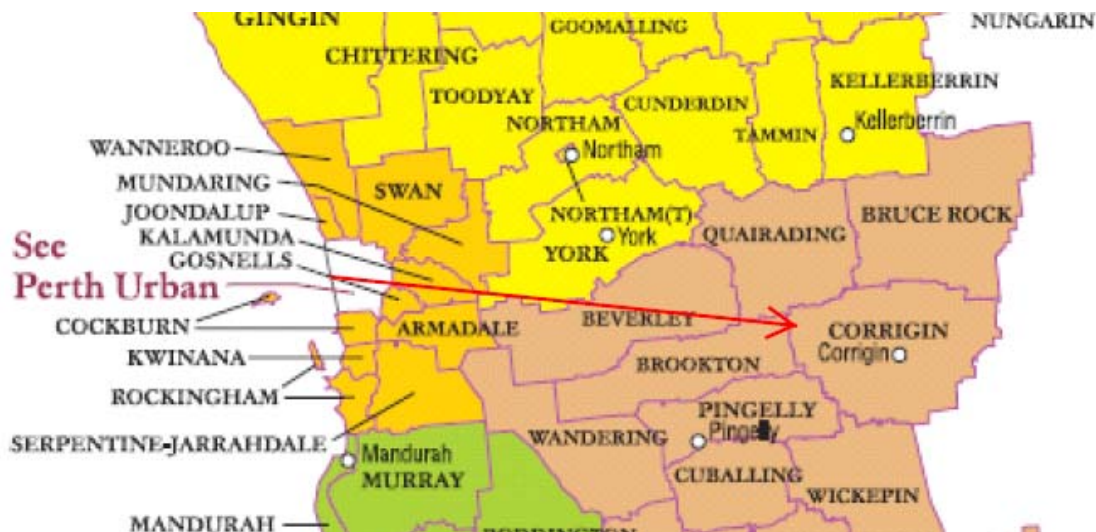 GINGIN
GOOMALLING
NUNGARIN
CHITTERING
TOODYAY
CUNDERDIN
KELLERBERRIN
NORTHAM
TAMMIN
Kellerberrin
WANNEROO
Northam
MUNDARING
SWAN
JOONDALUP
NORTHAM(T)
BRUCE ROCK
KALAMUNDA
York
QUAIRADING
See
GOSNELLS
YORK
Perth Urban
COCKBURN
ARMADALE
BEVERLEY
CORRIGIN
KWINANA
Corrigin
BROOKTON
ROCKINGHAM
PINGELLY
SERPENTINE-JARRAHDALE
WANDERING
Pingelly
Mandurah
MURRAY
CUBALLING
WICKEPIN
MANDURAH
BODDINGTON